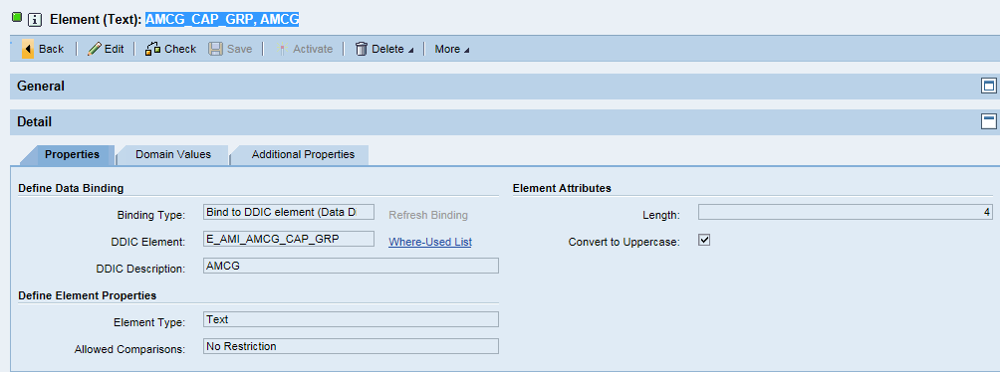 Element (Text): AMCG_CAP_GRP, AMCG
Back Edit Check Save Activate Delete More
General
Detail
Properties Domain Values Additional Properties
Define Data Binding Element Attributes
Binding Type: Bind to DDIC element (Data D Refresh Binding Length: 4
DDIC Element: E_AMI_AMCG_CAP_GRP Where-Used List Convert to Uppercase:
DDIC Description: AMCG
Define Element Properties
Element Type: Text
Allowed Comparisons: No Restriction